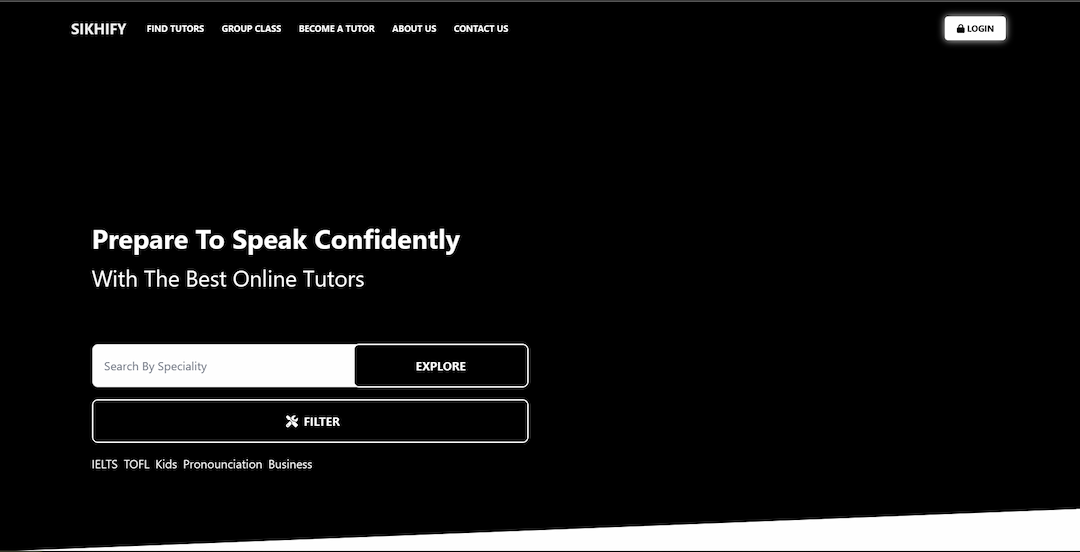 SIKHIFY FIND TUTORS GROUP CLASS BECOME A TUTOR ABOUT US CONTACT US LOGIN
Prepare To Speak Confidently
With The Best Online Tutors
Search By Speciality EXPLORE
FILTER
IELTS TOFL Kids Pronounciation Business